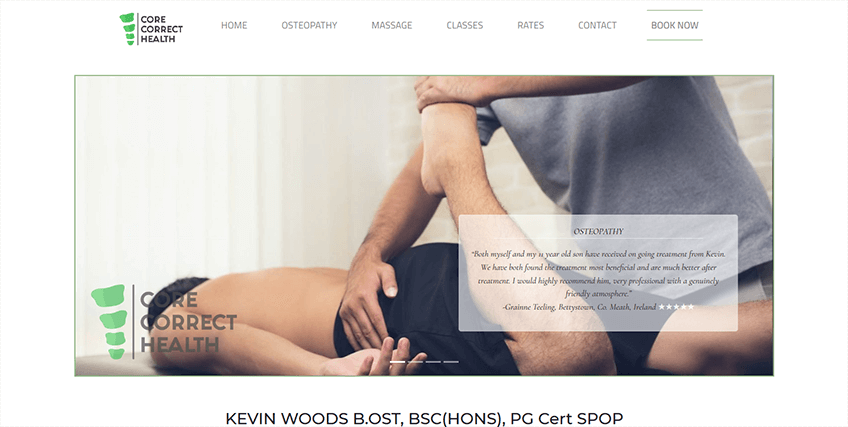 CORE
CORRECT
HEALTH
HOME OSTEOPATHY MASSAGE CLASSES RATES CONTACT BOOK NOW
OSTEOPATHY
“Both myself and my 11 year old son have received on going treatment from Kevin.
We have both found the treatment most beneficial and are much better after
treatment. I would highly recommend him, very professional with a genuinely
friendly atmosphere.”
-Grainne Teeling, Bettystown, Co. Meath, Ireland ★★★★★
CORE
CORRECT
HEALTH
KEVIN WOODS B.OST, BSC(HONS), PG Cert SPOP